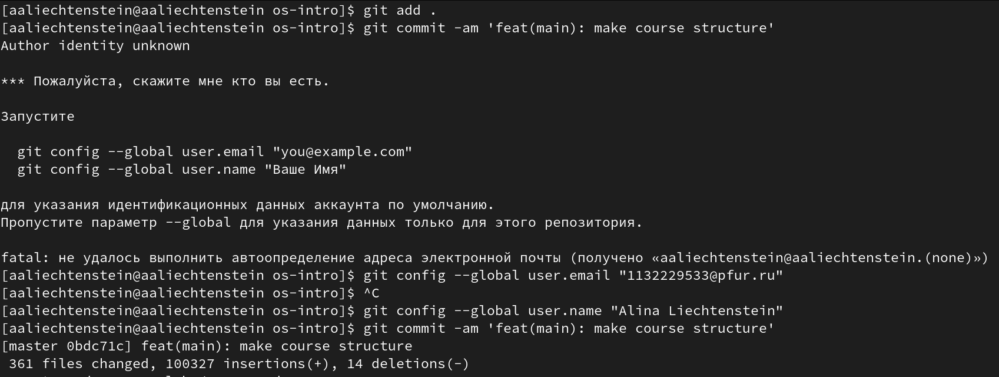 [aaliechtenstein@aaliechtenstein os-intro]$ git add .
[aaliechtenstein@aaliechtenstein os-intro]$ git commit -am 'feat(main): make course structure'
Author identity unknown
*** Пожалуйста, скажите мне кто вы есть.
Запустите
git config --global user.email "you@example.com"
git config --global user.name "Ваше Имя"
для указания идентификационных данных аккаунта по умолчанию.
Пропустите параметр --global для указания данных только для этого репозитория.
fatal: не удалось выполнить автоопределение адреса электронной почты (получено «aaliechtenstein@aaliechtenstein.(none)»)
[aaliechtenstein@aaliechtenstein os-intro]$ git config --global user.email "1132229533@pfur.ru"
[aaliechtenstein@aaliechtenstein os-intro]$ ^C
[aaliechtenstein@aaliechtenstein os-intro]$ git config --global user.name "Alina Liechtenstein"
[aaliechtenstein@aaliechtenstein os-intro]$ git commit -am 'feat(main): make course structure'
[master 0bdc71c] feat(main): make course structure
361 files changed, 100327 insertions(+), 14 deletions(-)